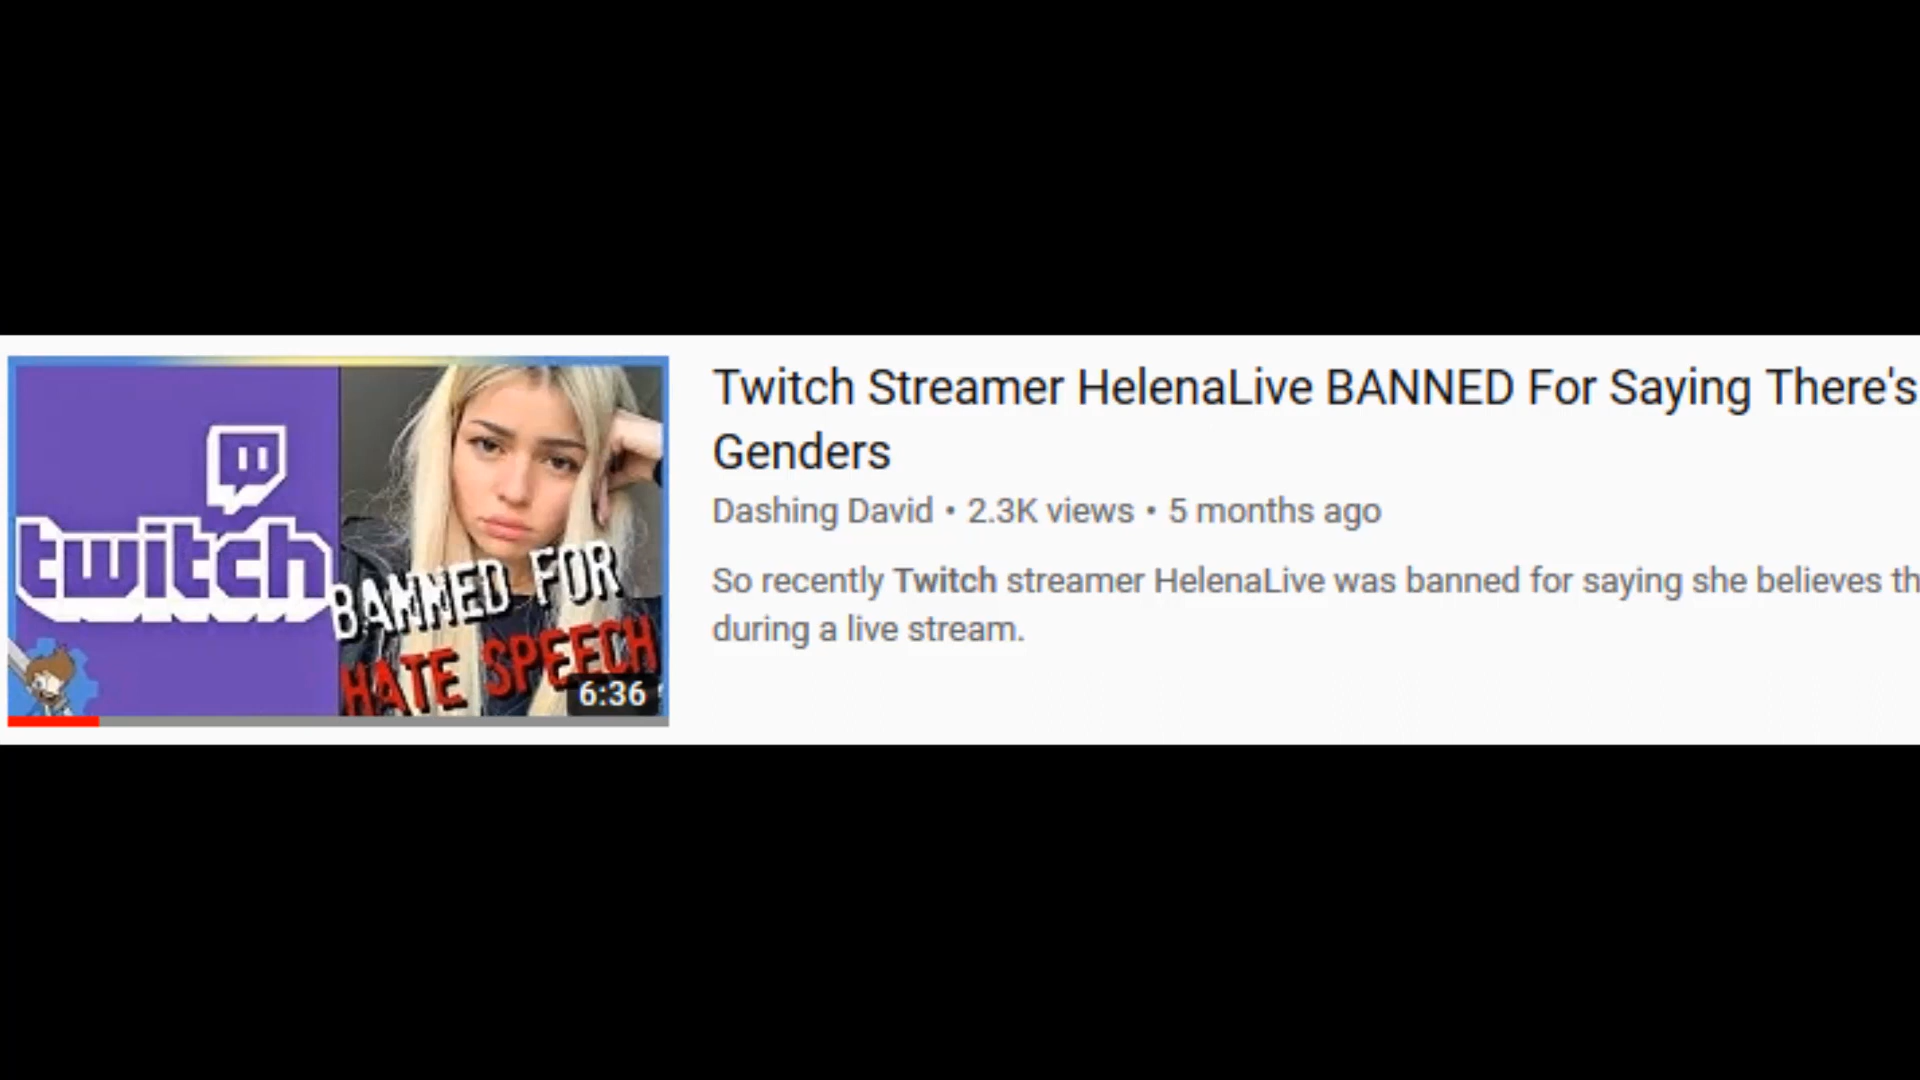 twitch
BANNED FOR
HATE SPEECH
6:36
Twitch Streamer HelenaLive BANNED For Saying There's
Genders
Dashing David • 2.3K views • 5 months ago
So recently Twitch streamer HelenaLive was banned for saying she believes th
during a live stream.